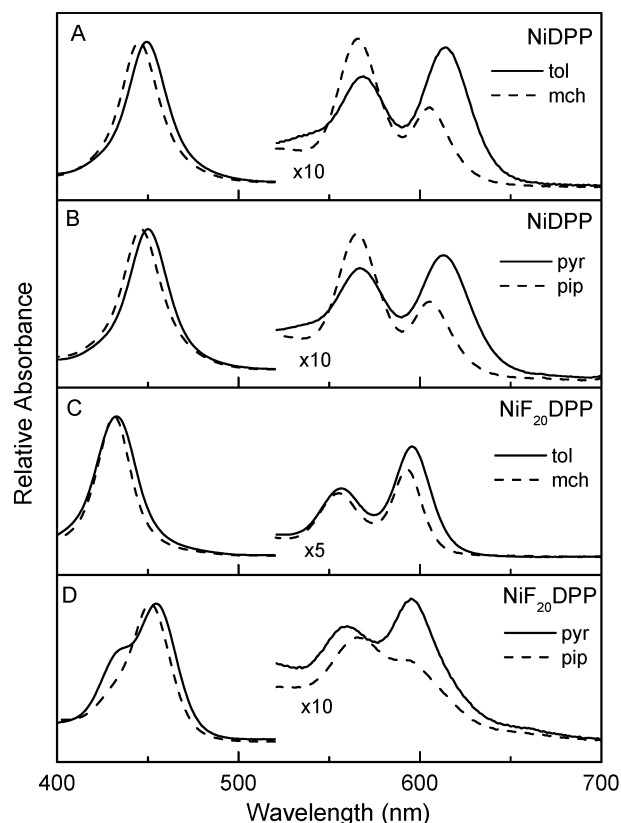 A
NiDPP
tol
mch
x10
B
NiDPP
pyr
pip
x10
C
NiF₂₀DPP
tol
mch
x5
D
NiF₂₀DPP
pyr
pip
x10
Relative Absorbance
400 500 600 700
Wavelength (nm)